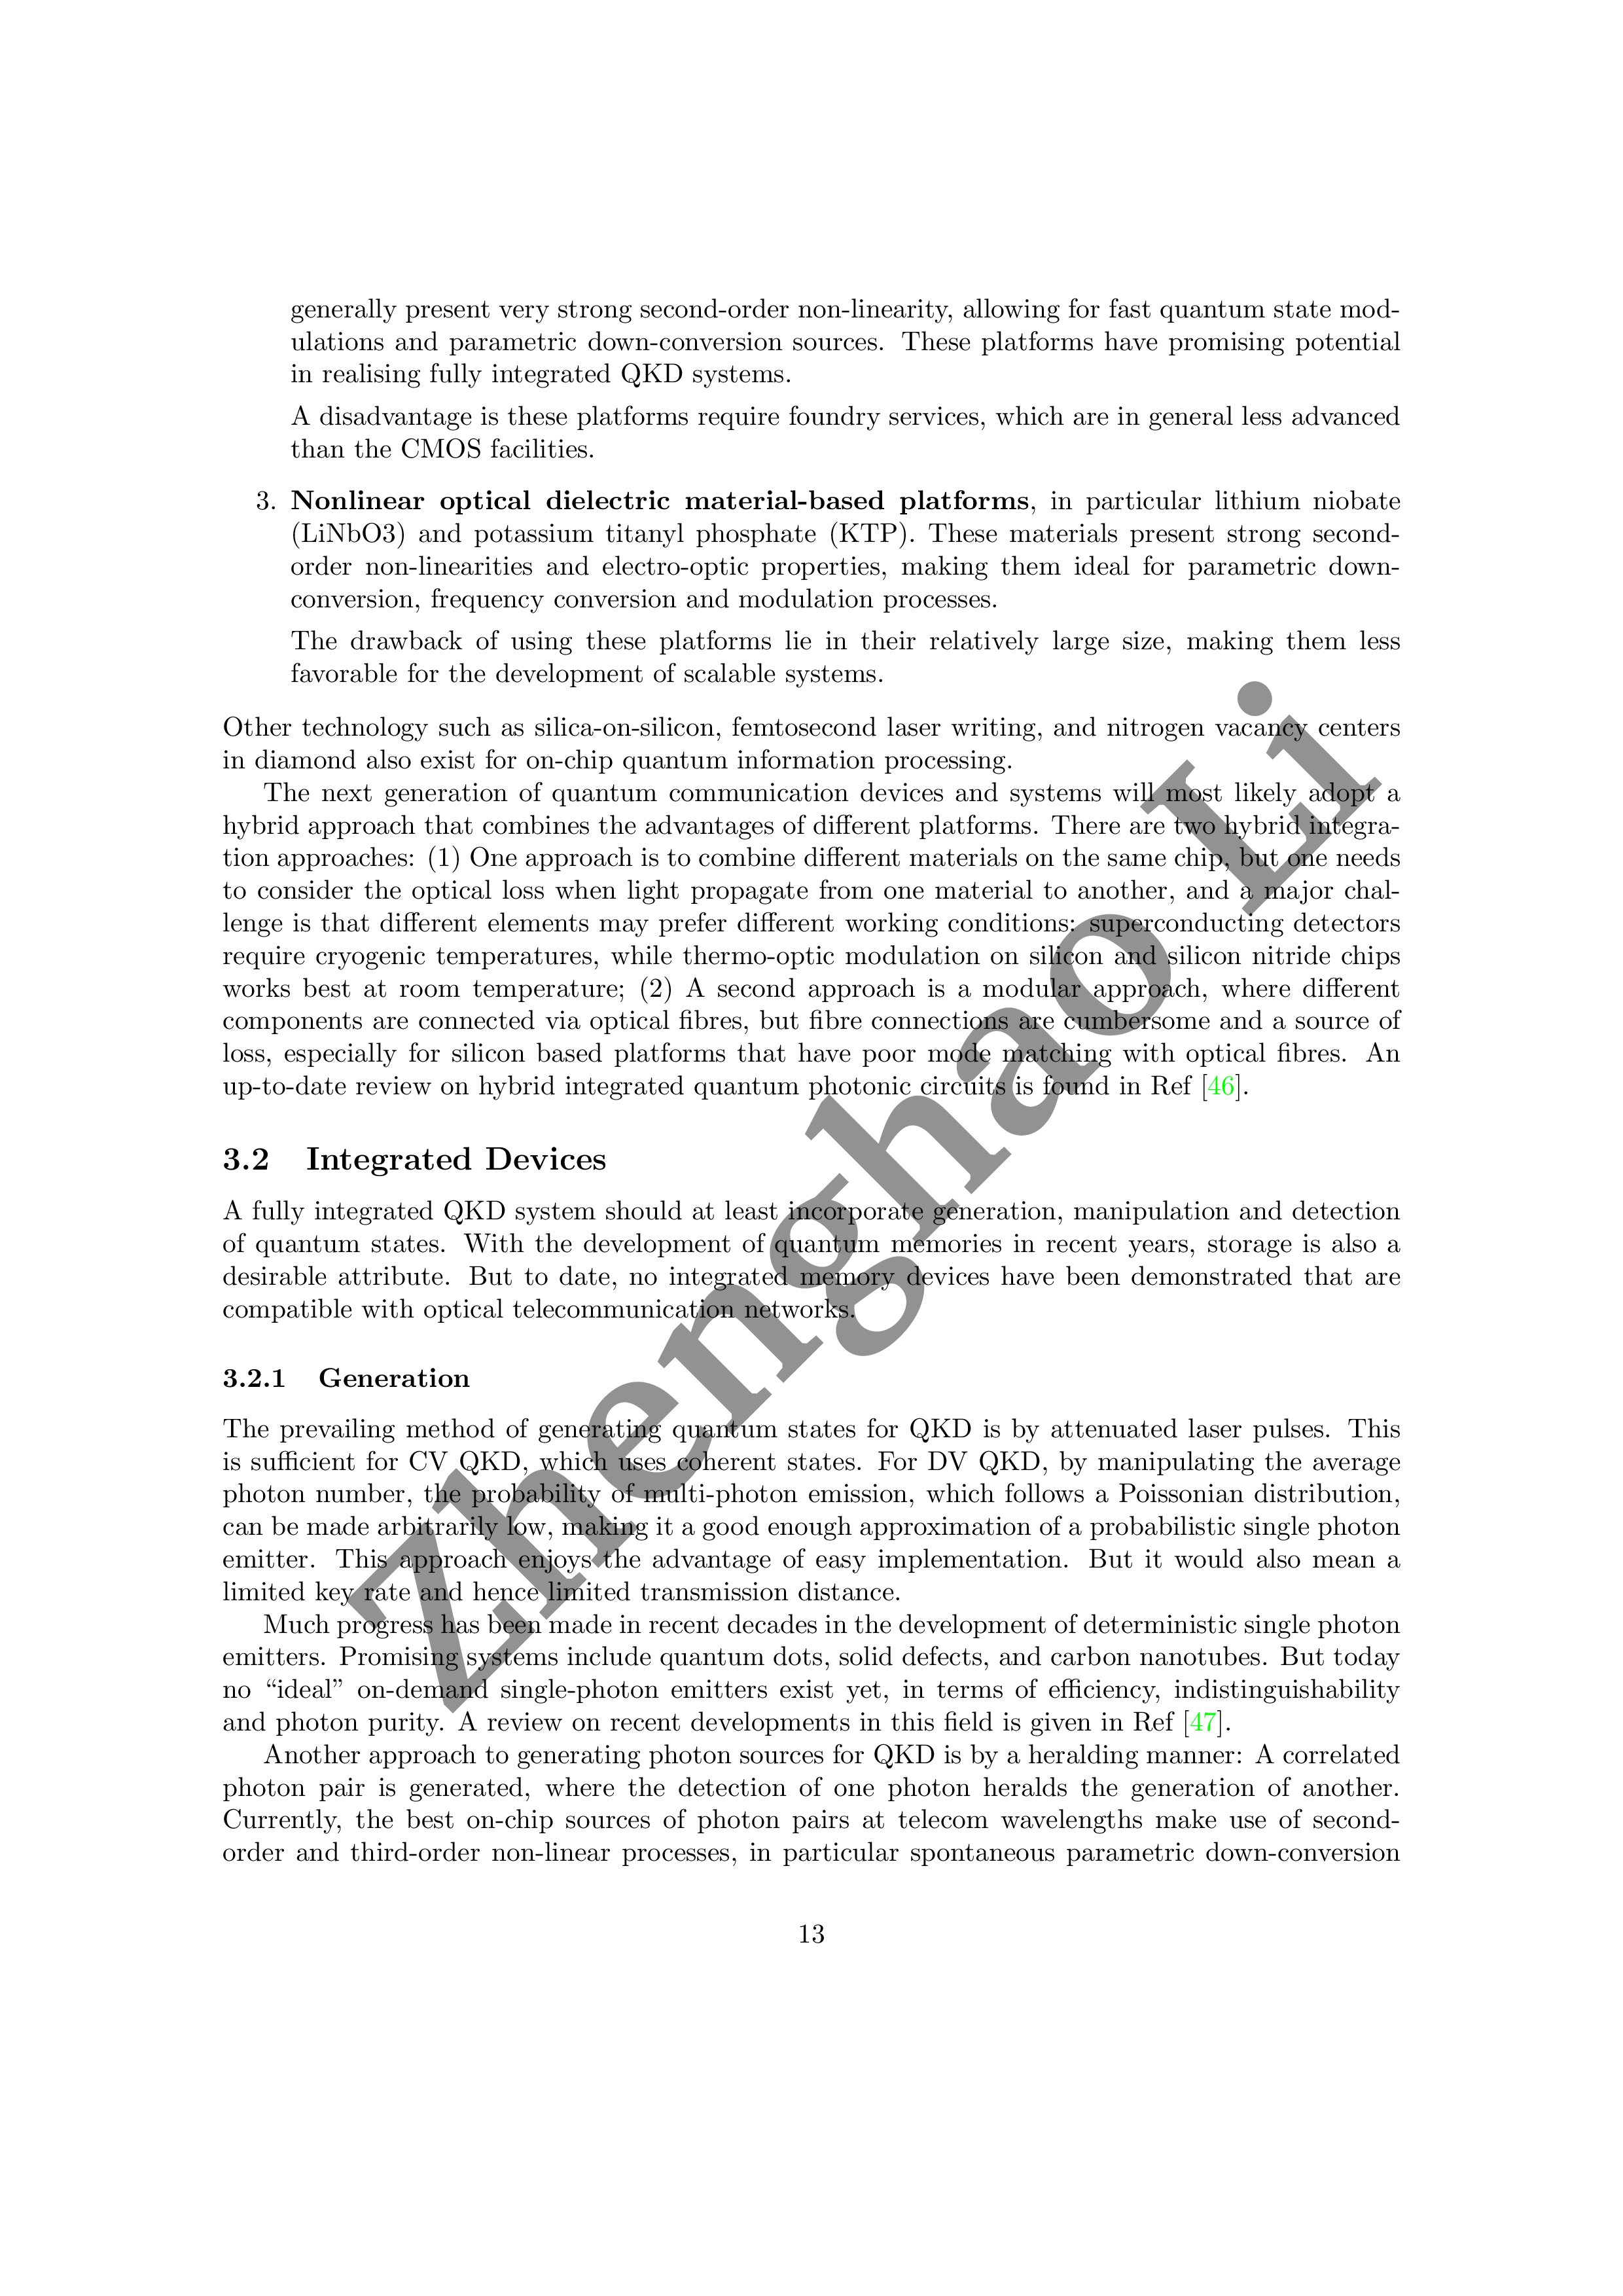 generally present very strong second-order non-linearity, allowing for fast quantum state mod-
ulations and parametric down-conversion sources. These platforms have promising potential
in realising fully integrated QKD systems.
A disadvantage is these platforms require foundry services, which are in general less advanced
than the CMOS facilities.
3. Nonlinear optical dielectric material-based platforms, in particular lithium niobate
(LiNbO3) and potassium titanyl phosphate (KTP). These materials present strong second-
order non-linearities and electro-optic properties, making them ideal for parametric down-
conversion, frequency conversion and modulation processes.
The drawback of using these platforms lie in their relatively large size, making them less
favorable for the development of scalable systems.
Other technology such as silica-on-silicon, femtosecond laser writing, and nitrogen vacancy centers
in diamond also exist for on-chip quantum information processing.
The next generation of quantum communication devices and systems will most likely adopt a
hybrid approach that combines the advantages of different platforms. There are two hybrid integra-
tion approaches: (1) One approach is to combine different materials on the same chip, but one needs
to consider the optical loss when light propagate from one material to another, and a major chal-
lenge is that different elements may prefer different working conditions: superconducting detectors
require cryogenic temperatures, while thermo-optic modulation on silicon and silicon nitride chips
works best at room temperature; (2) A second approach is a modular approach, where different
components are connected via optical fibres, but fibre connections are cumbersome and a source of
loss, especially for silicon based platforms that have poor mode matching with optical fibres. An
up-to-date review on hybrid integrated quantum photonic circuits is found in Ref [46].
3.2 Integrated Devices
A fully integrated QKD system should at least incorporate generation, manipulation and detection
of quantum states. With the development of quantum memories in recent years, storage is also a
desirable attribute. But to date, no integrated memory devices have been demonstrated that are
compatible with optical telecommunication networks.
3.2.1 Generation
The prevailing method of generating quantum states for QKD is by attenuated laser pulses. This
is sufficient for CV QKD, which uses coherent states. For DV QKD, by manipulating the average
photon number, the probability of multi-photon emission, which follows a Poissonian distribution,
can be made arbitrarily low, making it a good enough approximation of a probabilistic single photon
emitter. This approach enjoys the advantage of easy implementation. But it would also mean a
limited key rate and hence limited transmission distance.
Much progress has been made in recent decades in the development of deterministic single photon
emitters. Promising systems include quantum dots, solid defects, and carbon nanotubes. But today
no “ideal” on-demand single-photon emitters exist yet, in terms of efficiency, indistinguishability
and photon purity. A review on recent developments in this field is given in Ref [47].
Another approach to generating photon sources for QKD is by a heralding manner: A correlated
photon pair is generated, where the detection of one photon heralds the generation of another.
Currently, the best on-chip sources of photon pairs at telecom wavelengths make use of second-
order and third-order non-linear processes, in particular spontaneous parametric down-conversion
13
Zhenghao Li